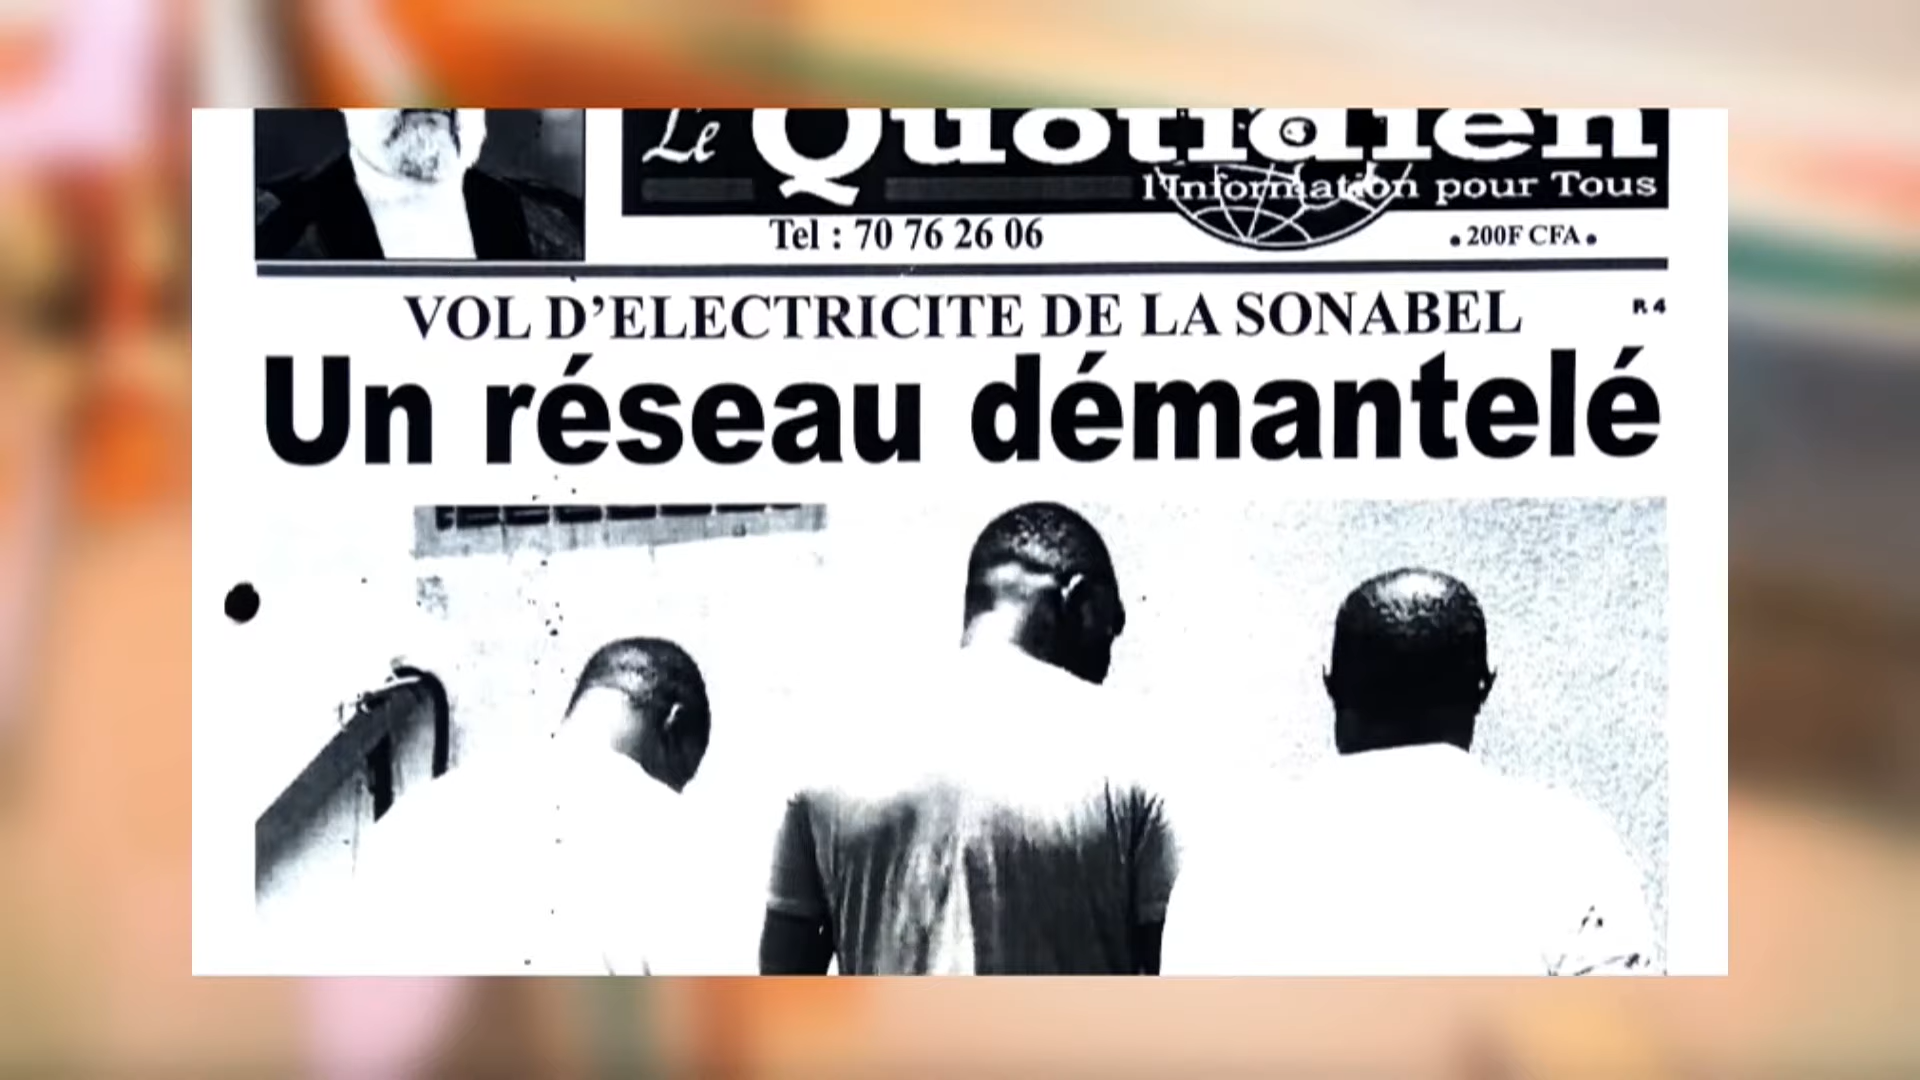 Le Quotidien
l'Information pour Tous
Tel : 70 76 26 06
200F CFA
VOL D'ELECTRICITE DE LA SONABEL
P. 4
Un réseau démantelé